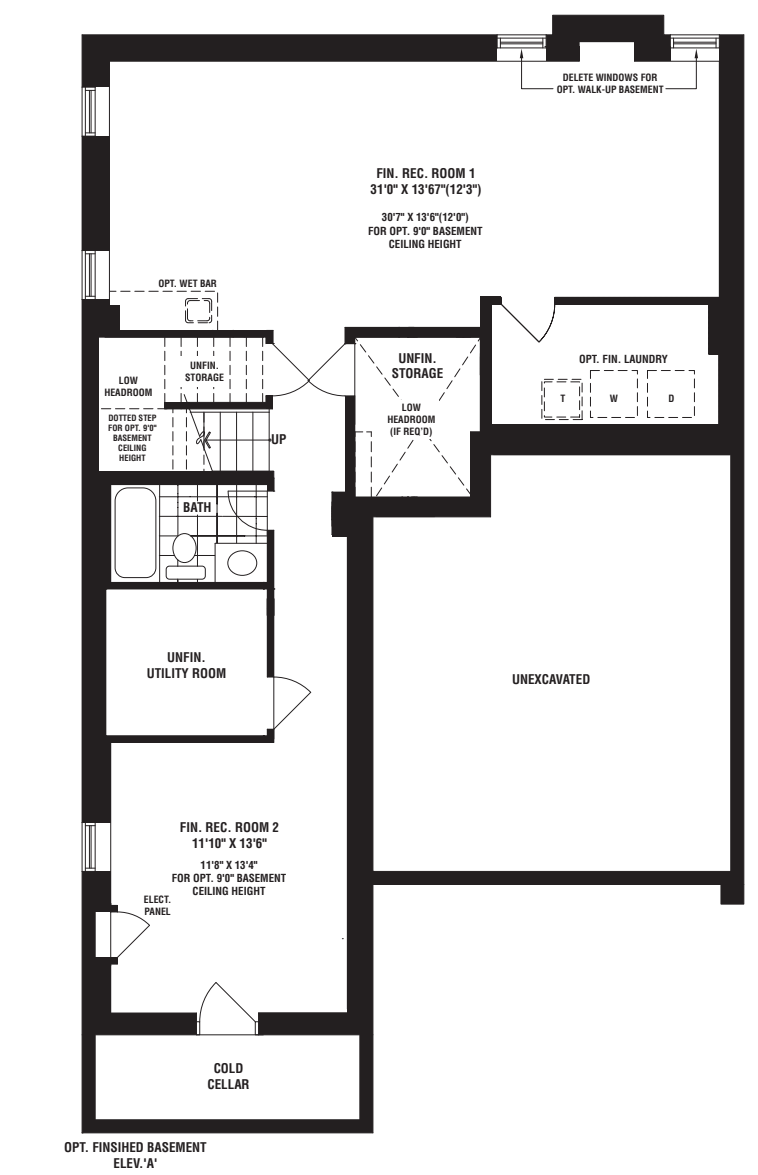 DELETE WINDOWS FOR
OPT. WALK-UP BASEMENT
FIN. REC. ROOM 1
31'0" X 13'67"(12'3")
30'7" X 13'6"(12'0")
FOR OPT. 9'0" BASEMENT
CEILING HEIGHT
OPT. WET BAR
UNFIN.
STORAGE
LOW
HEADROOM
DOTTED STEP
FOR OPT. 9'0"
BASEMENT
CEILING
HEIGHT
UP
UNFIN.
STORAGE
LOW
HEADROOM
(IF REQ'D)
OPT. FIN. LAUNDRY
T
W
D
BATH
UNFIN.
UTILITY ROOM
UNEXCAVATED
FIN. REC. ROOM 2
11'10" X 13'6"
11'8" X 13'4"
FOR OPT. 9'0" BASEMENT
CEILING HEIGHT
ELECT.
PANEL
COLD
CELLAR
OPT. FINSIHED BASEMENT
ELEV.'A'